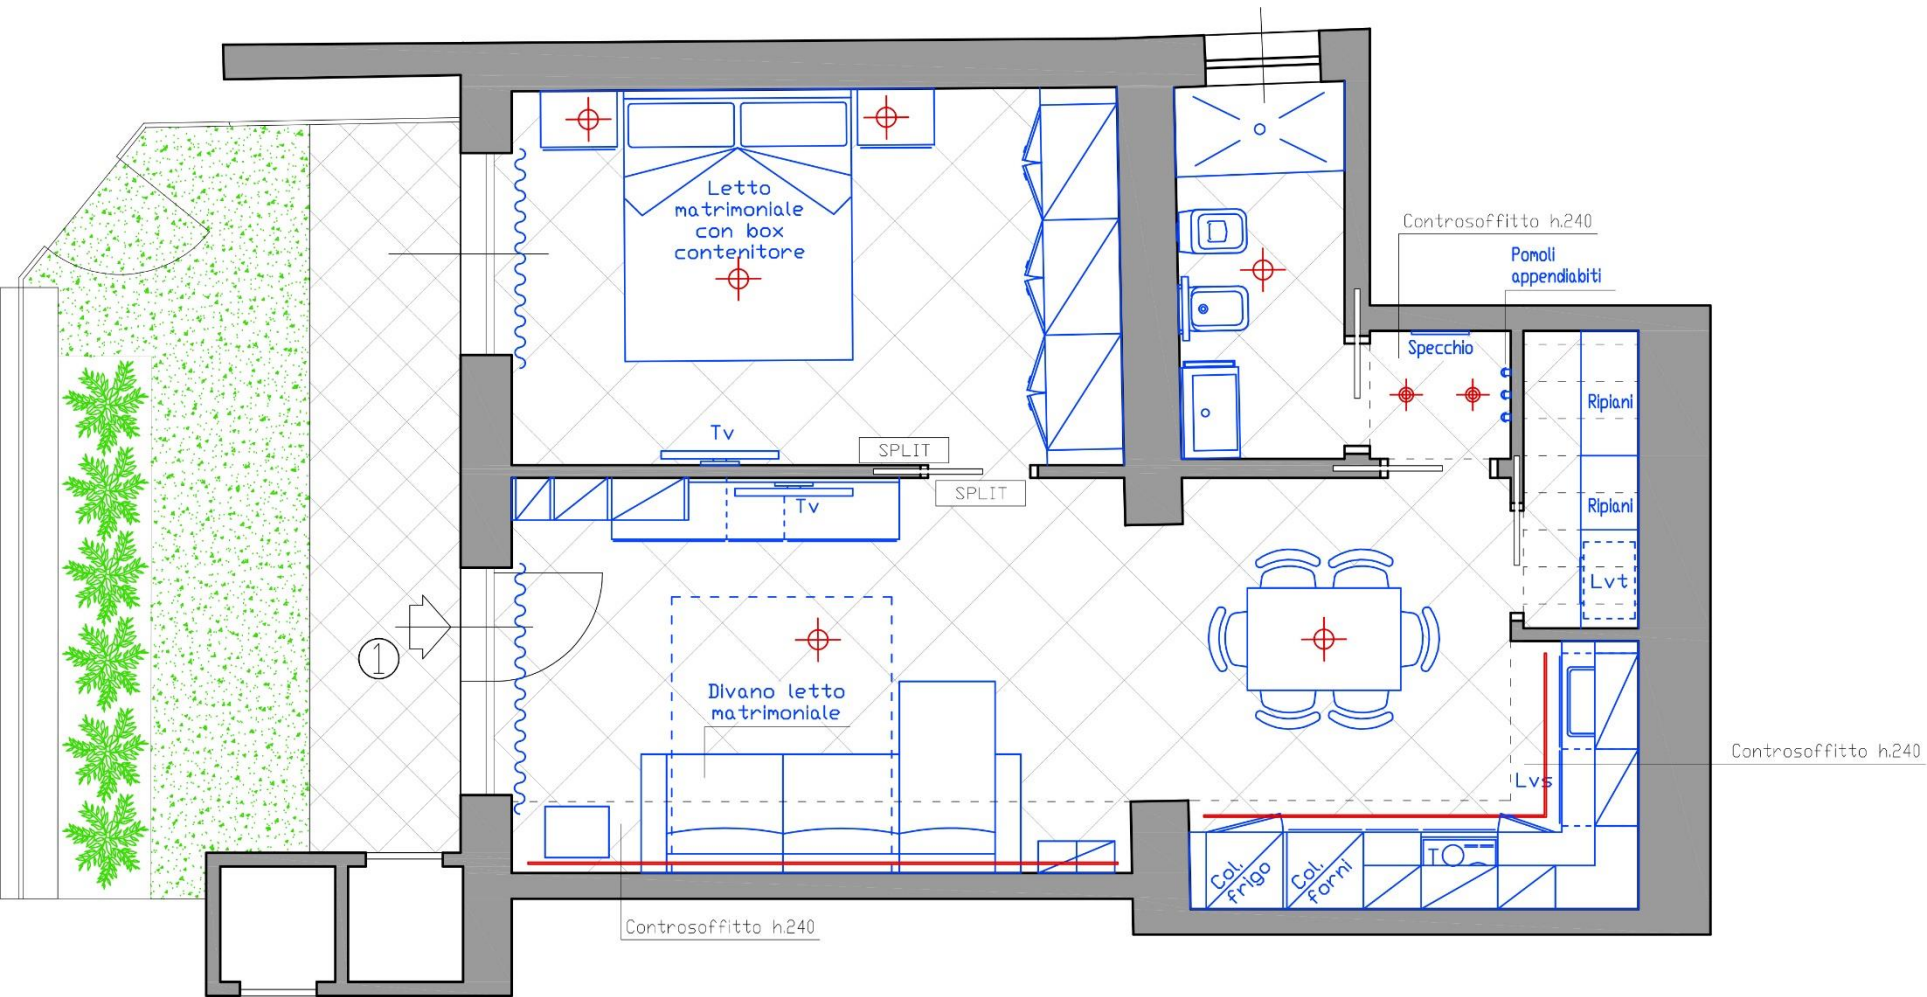 Letto
matrimoniale
con box
contenitore
Controsoffitto h.240
Pomoli
appendiabiti
Specchio
Ripiani
Tv
SPLIT
SPLIT
Tv
Ripiani
Lvt
1
Divano letto
matrimoniale
Controsoffitto h.240
Lvs
T
Col.
frigo
Col.
forni
Controsoffitto h.240